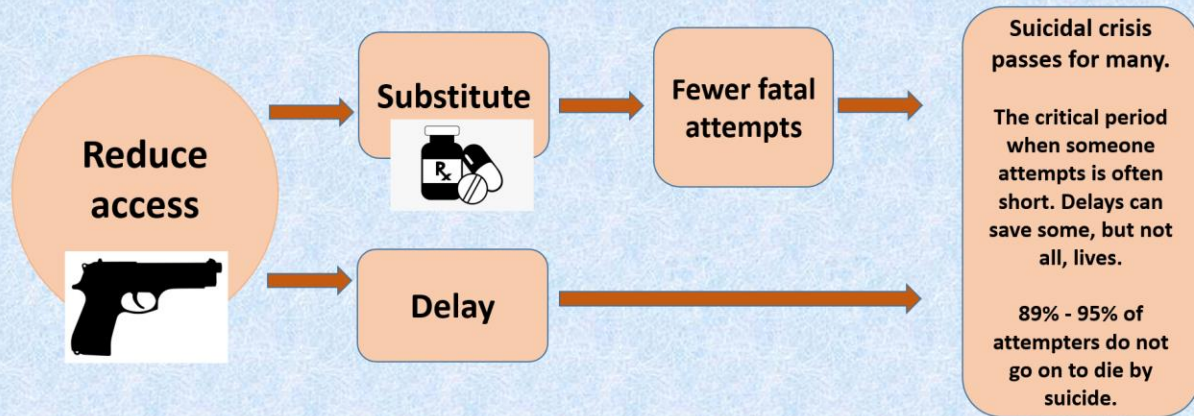 Reduce
access
Substitute
Rx
Fewer fatal
attempts
Delay
Suicidal crisis
passes for many.
The critical period
when someone
attempts is often
short. Delays can
save some, but not
all, lives.
89% - 95% of
attempters do not
go on to die by
suicide.